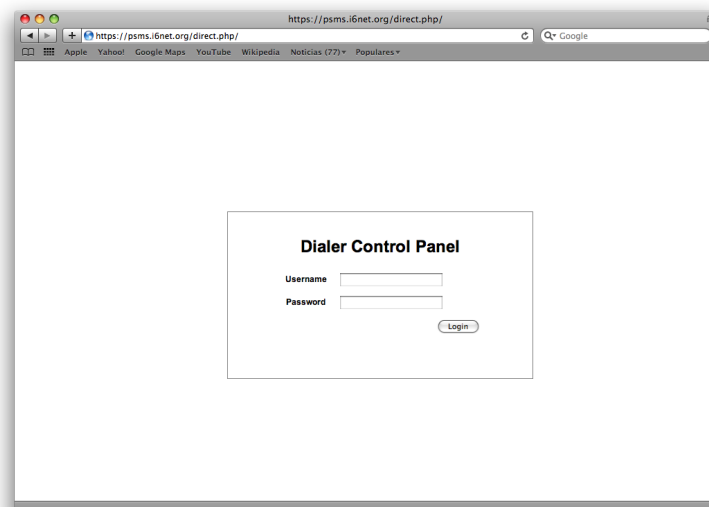 https://psms.i6net.org/direct.php/
https://psms.i6net.org/direct.php/ Google
Apple Yahoo! Google Maps YouTube Wikipedia Noticias (77) Populares
Dialer Control Panel
Username
Password
Login